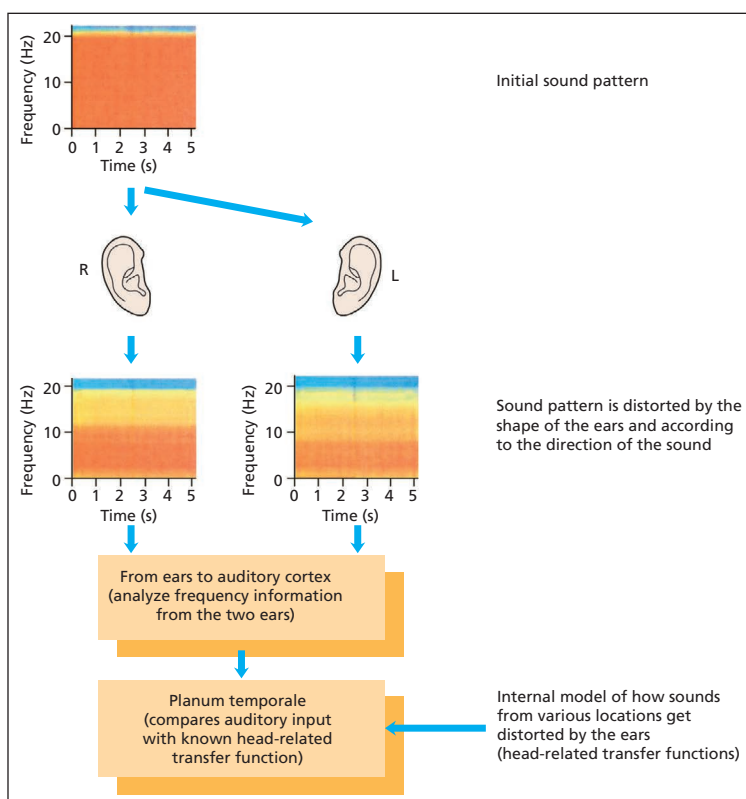 20
10
0
Frequency (Hz)
0 1 2 3 4 5
Time (s)
Initial sound pattern
R
L
20
10
0
Frequency (Hz)
0 1 2 3 4 5
Time (s)
20
10
0
Frequency (Hz)
0 1 2 3 4 5
Time (s)
Sound pattern is distorted by the
shape of the ears and according
to the direction of the sound
From ears to auditory cortex
(analyze frequency information
from the two ears)
Planum temporale
(compares auditory input
with known head-related
transfer function)
Internal model of how sounds
from various locations get
distorted by the ears
(head-related transfer functions)